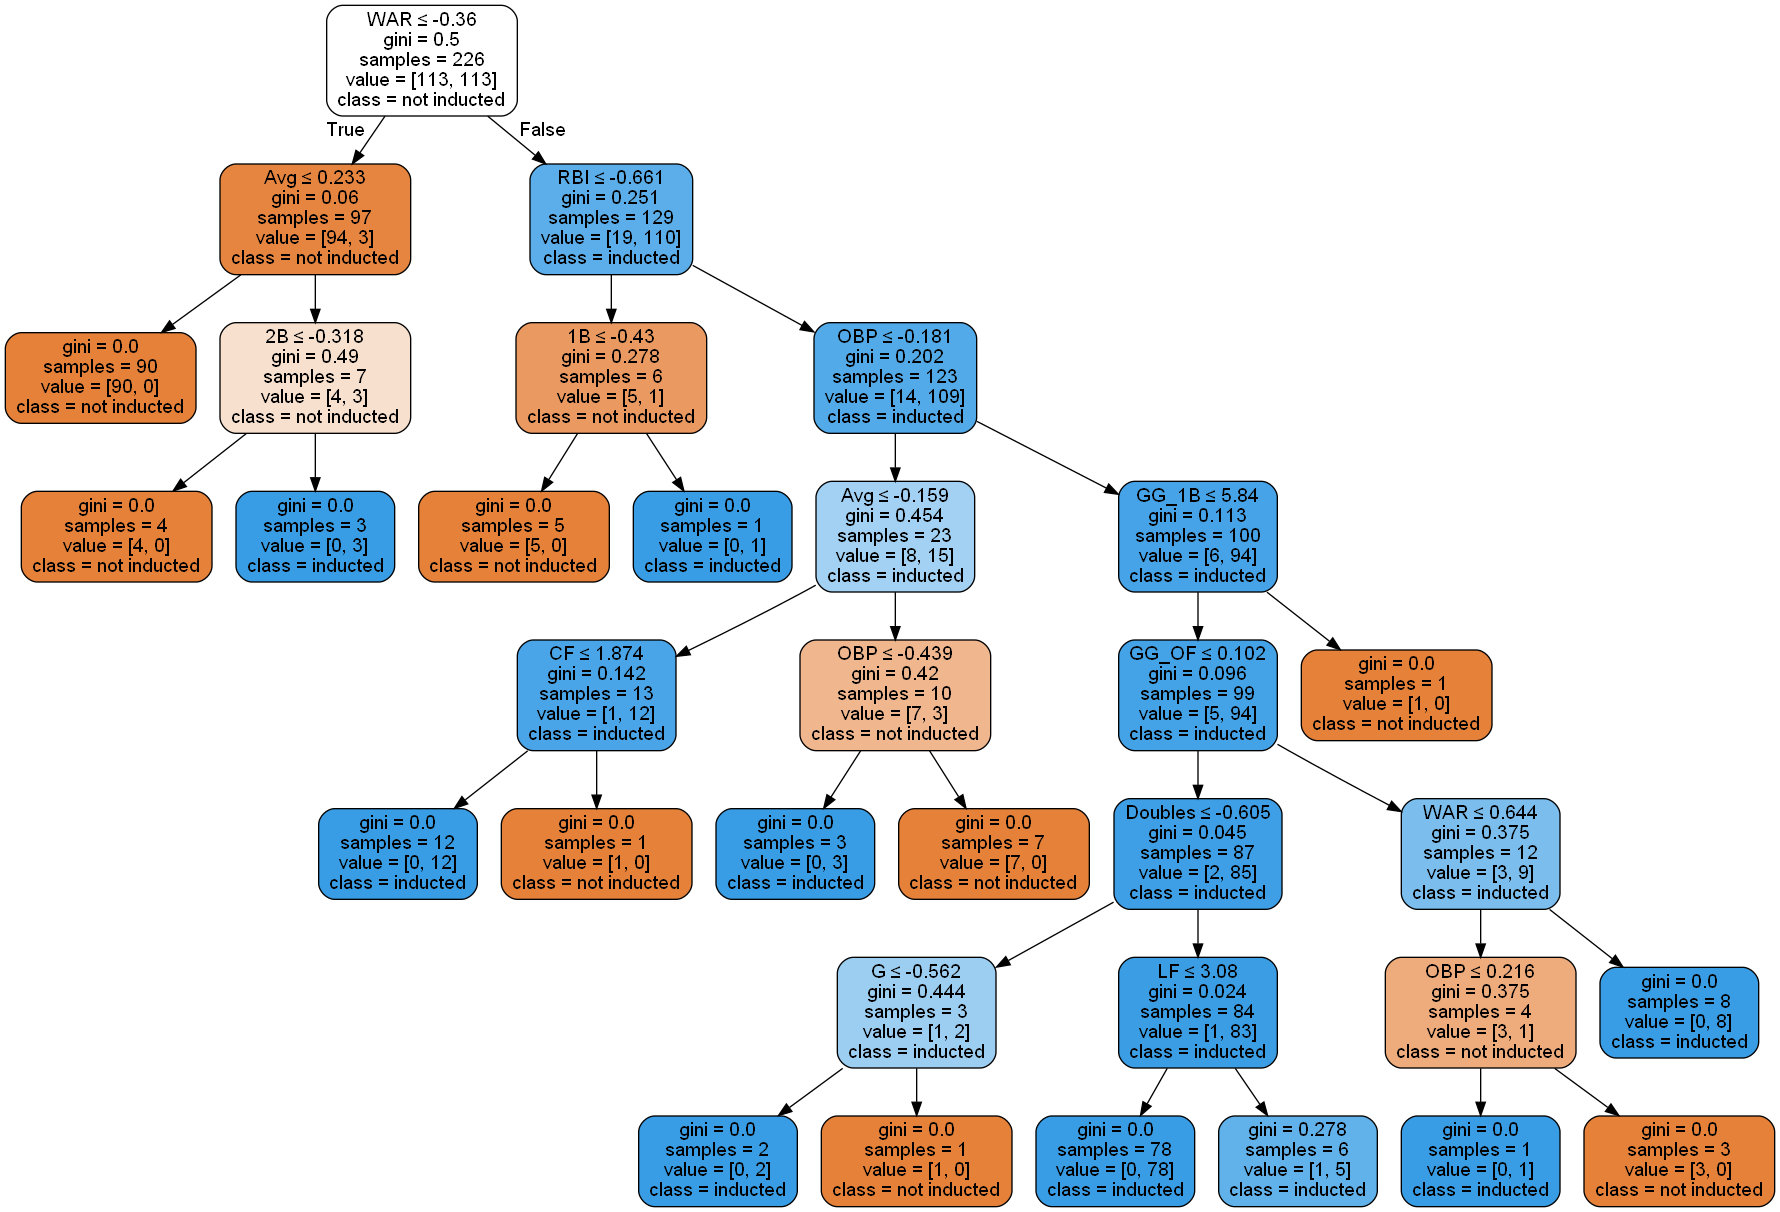 WAR ≤ -0.36
gini = 0.5
samples = 226
value = [113, 113]
class = not inducted
True
False
Avg ≤ 0.233
gini = 0.06
samples = 97
value = [94, 3]
class = not inducted
RBI ≤ -0.661
gini = 0.251
samples = 129
value = [19, 110]
class = inducted
gini = 0.0
samples = 90
value = [90, 0]
class = not inducted
2B ≤ -0.318
gini = 0.49
samples = 7
value = [4, 3]
class = not inducted
1B ≤ -0.43
gini = 0.278
samples = 6
value = [5, 1]
class = not inducted
OBP ≤ -0.181
gini = 0.202
samples = 123
value = [14, 109]
class = inducted
gini = 0.0
samples = 4
value = [4, 0]
class = not inducted
gini = 0.0
samples = 3
value = [0, 3]
class = inducted
gini = 0.0
samples = 5
value = [5, 0]
class = not inducted
gini = 0.0
samples = 1
value = [0, 1]
class = inducted
Avg ≤ -0.159
gini = 0.454
samples = 23
value = [8, 15]
class = inducted
GG_1B ≤ 5.84
gini = 0.113
samples = 100
value = [6, 94]
class = inducted
CF ≤ 1.874
gini = 0.142
samples = 13
value = [1, 12]
class = inducted
OBP ≤ -0.439
gini = 0.42
samples = 10
value = [7, 3]
class = not inducted
GG_OF ≤ 0.102
gini = 0.096
samples = 99
value = [5, 94]
class = inducted
gini = 0.0
samples = 1
value = [1, 0]
class = not inducted
gini = 0.0
samples = 12
value = [0, 12]
class = inducted
gini = 0.0
samples = 1
value = [1, 0]
class = not inducted
gini = 0.0
samples = 3
value = [0, 3]
class = inducted
gini = 0.0
samples = 7
value = [7, 0]
class = not inducted
Doubles ≤ -0.605
gini = 0.045
samples = 87
value = [2, 85]
class = inducted
WAR ≤ 0.644
gini = 0.375
samples = 12
value = [3, 9]
class = inducted
G ≤ -0.562
gini = 0.444
samples = 3
value = [1, 2]
class = inducted
LF ≤ 3.08
gini = 0.024
samples = 84
value = [1, 83]
class = inducted
OBP ≤ 0.216
gini = 0.375
samples = 4
value = [3, 1]
class = not inducted
gini = 0.0
samples = 8
value = [0, 8]
class = inducted
gini = 0.0
samples = 2
value = [0, 2]
class = inducted
gini = 0.0
samples = 1
value = [1, 0]
class = not inducted
gini = 0.0
samples = 78
value = [0, 78]
class = inducted
gini = 0.278
samples = 6
value = [1, 5]
class = inducted
gini = 0.0
samples = 1
value = [0, 1]
class = inducted
gini = 0.0
samples = 3
value = [3, 0]
class = not inducted